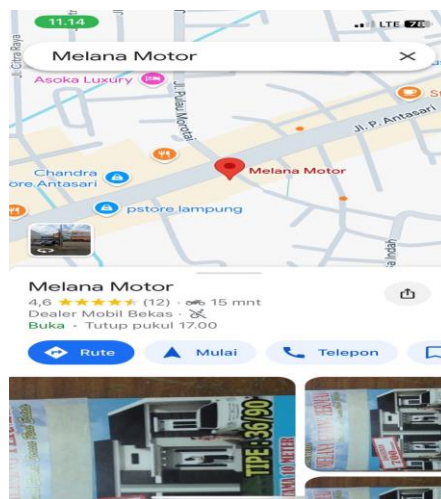 11.14
LTE
Melana Motor
Jl. Citra Raya
Asoka Luxury
Jl. Pulau Morotai
Jl. P. Antasari
Melana Motor
Chandra
ore Antasari
pstore lampung
a Indah
Melana Motor
4,6 (12) · 15 mnt
Dealer Mobil Bekas ·
Buka · Tutup pukul 17.00
Rute
Mulai
Telepon
TIPE:36/90